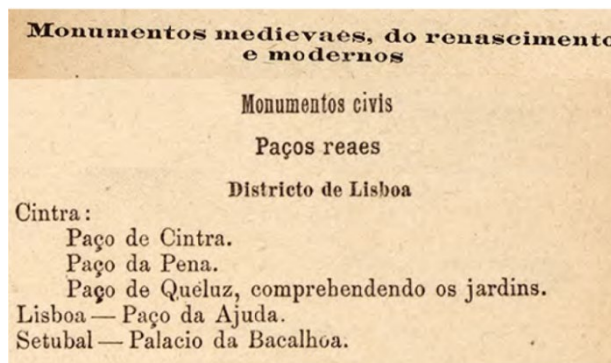 Monumentos medievaes, do renascimento
e modernos
Monumentos civis
Paços reaes
Districto de Lisboa
Cintra:
Paço de Cintra.
Paço da Pena.
Paço de Quéluz, comprehendendo os jardins.
Lisboa — Paço da Ajuda.
Setubal — Palacio da Bacalhoa.